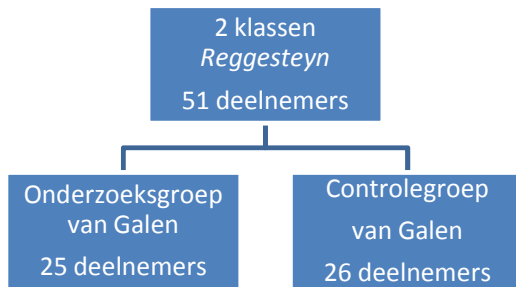 2 klassen
Reggesteyn
51 deelnemers
Onderzoeksgroep
van Galen
25 deelnemers
Controlegroep
van Galen
26 deelnemers